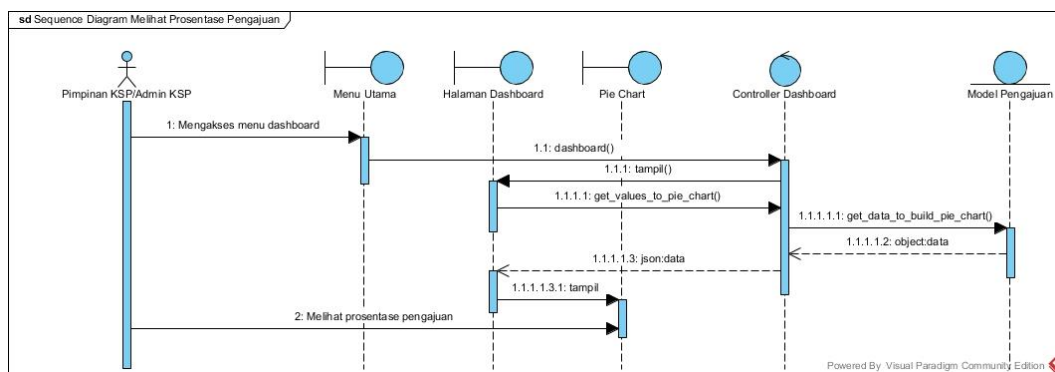 sd Sequence Diagram Melihat Prosentase Pengajuan
Pimpinan KSP/Admin KSP
Menu Utama
Halaman Dashboard
Pie Chart
Controller Dashboard
Model Pengajuan
1: Mengakses menu dashboard
1.1: dashboard()
1.1.1: tampil()
1.1.1.1: get_values_to_pie_chart()
1.1.1.1.1: get_data_to_build_pie_chart()
1.1.1.1.2: object:data
1.1.1.1.3: json:data
1.1.1.1.3.1: tampil
2: Melihat prosentase pengajuan
Powered By Visual Paradigm Community Edition